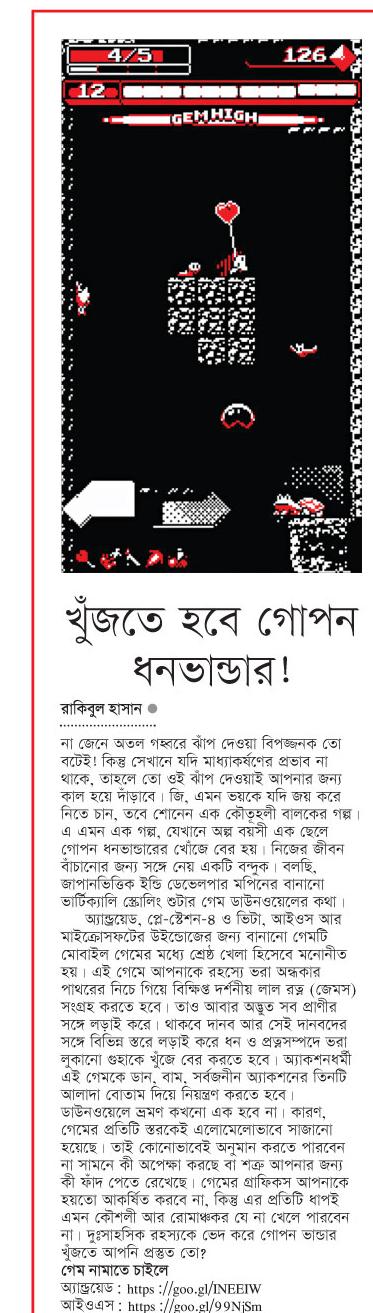 4/5
126
12
GEMHIGH
খুঁজতে হবে গোপন
ধনভান্ডার!
রাকিবুল হাসান ●
না জেনে অতল গহ্বরে ঝাঁপ দেওয়া বিপজ্জনক তো
বটেই! কিন্তু সেখানে যদি মাধ্যাকর্ষণের প্রভাব না
থাকে, তাহলে তো ওই ঝাঁপ দেওয়াই আপনার জন্য
কাল হয়ে দাঁড়াবে। জি, এমন ভয়কে যদি জয় করে
নিতে চান, তবে শোনেন এক কৌতূহলী বালকের গল্প।
এ এমন এক গল্প, যেখানে অল্প বয়সী এক ছেলে
গোপন ধনভান্ডারের খোঁজে বের হয়। নিজের জীবন
বাঁচানোর জন্য সঙ্গে নেয় একটি বন্দুক। বলছি,
জাপানভিত্তিক ইন্ডি ডেভেলপার মপিনের বানানো
ভার্টিক্যালি স্ক্রোলিং শুটার গেম ডাউনওয়েলের কথা।
অ্যান্ড্রয়েড, প্লে-স্টেশন-৪ ও ভিটা, আইওস আর
মাইক্রোসফটের উইন্ডোজের জন্য বানানো গেমটি
মোবাইল গেমের মধ্যে শ্রেষ্ঠ খেলা হিসেবে মনোনীত
হয়। এই গেমে আপনাকে রহস্যে ভরা অন্ধকার
পাথরের নিচে গিয়ে বিক্ষিপ্ত দর্শনীয় লাল রত্ন (জেমস)
সংগ্রহ করতে হবে। তাও আবার অদ্ভুত সব প্রাণীর
সঙ্গে লড়াই করে। থাকবে দানব আর সেই দানবদের
সঙ্গে বিভিন্ন স্তরে লড়াই করে ধন ও প্রত্নসম্পদে ভরা
লুকানো গুহাকে খুঁজে বের করতে হবে। অ্যাকশনধর্মী
এই গেমকে ডান, বাম, সর্বজনীন অ্যাকশনের তিনটি
আলাদা বোতাম দিয়ে নিয়ন্ত্রণ করতে হবে।
ডাউনওয়েলে ভ্রমণ কখনো এক হবে না। কারণ,
গেমের প্রতিটি স্তরকেই এলোমেলোভাবে সাজানো
হয়েছে। তাই কোনোভাবেই অনুমান করতে পারবেন
না সামনে কী অপেক্ষা করছে বা শত্রু আপনার জন্য
কী ফাঁদ পেতে রেখেছে। গেমের গ্রাফিকস আপনাকে
হয়তো আকর্ষিত করবে না, কিন্তু এর প্রতিটি ধাপই
এমন কৌশলী আর রোমাঞ্চকর যে না খেলে পারবেন
না। দুঃসাহসিক রহস্যকে ভেদ করে গোপন ভান্ডার
খুঁজতে আপনি প্রস্তুত তো?
গেম নামাতে চাইলে
অ্যান্ড্রয়েড : https ://goo.gl/INEEIW
আইওএস : https ://goo.gl/99NjSm